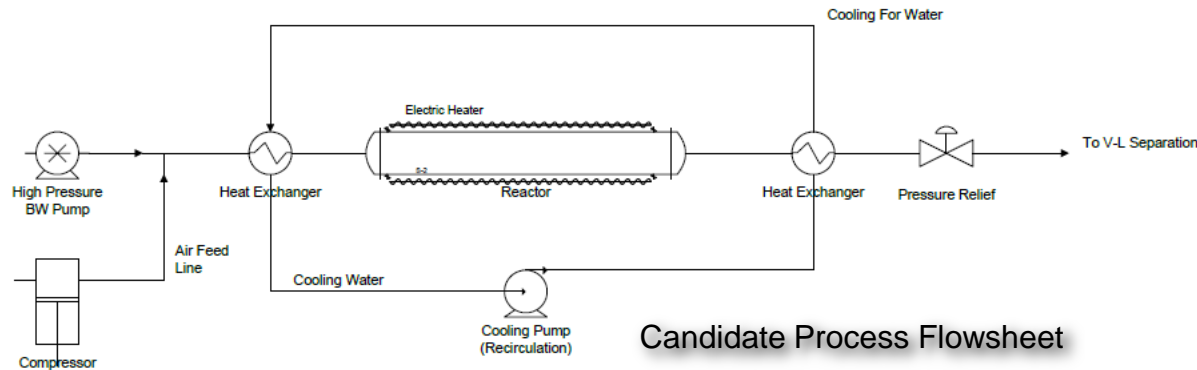 Cooling For Water
Electric Heater
To V-L Separation
High Pressure
BW Pump
Heat Exchanger
S-2
Reactor
Heat Exchanger
Pressure Relief
Air Feed
Line
Cooling Water
Cooling Pump
(Recirculation)
Candidate Process Flowsheet
Compressor